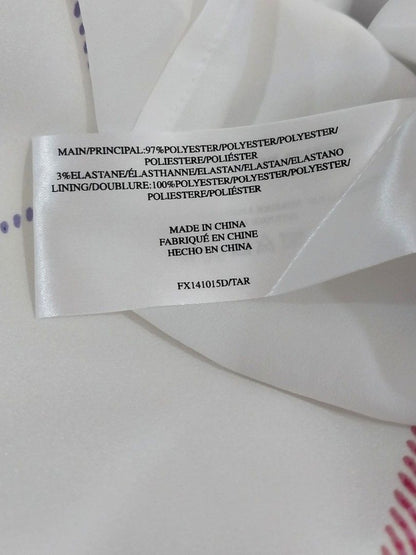 MAIN/PRINCIPAL:97%POLYESTER/POLYESTER/POLYESTER/
POLIESTERE/POLIÉSTER
3%ELASTANE/ÉLASTHANNE/ELASTAN/ELASTAN/ELASTANO
LINING/DOUBLURE:100%POLYESTER/POLYESTER/POLYESTER/
POLIESTERE/POLIÉSTER
MADE IN CHINA
FABRIQUÉ EN CHINE
HECHO EN CHINA
FX141015D/TAR